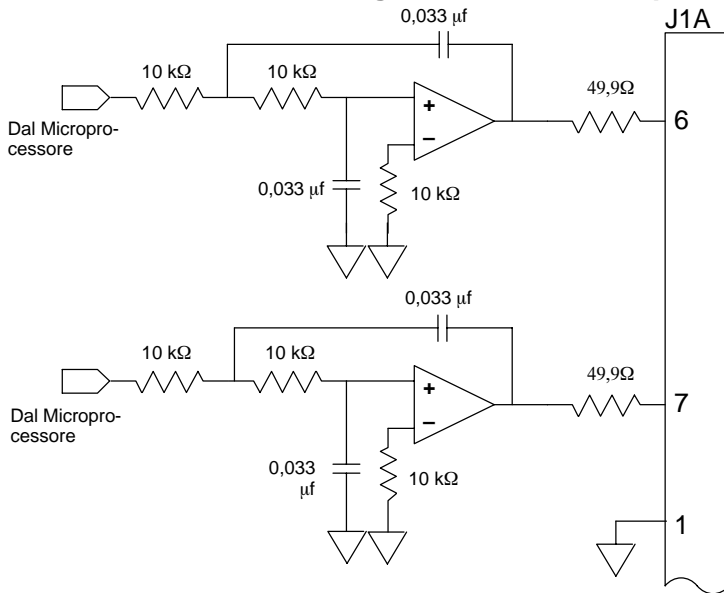 0,033 μf
J1A
10 kΩ
10 kΩ
49,9Ω
+
6
Dal Micropro-
cessore
−
0,033 μf
10 kΩ
0,033 μf
10 kΩ
10 kΩ
49,9Ω
+
7
Dal Micropro-
cessore
−
0,033
μf
10 kΩ
1